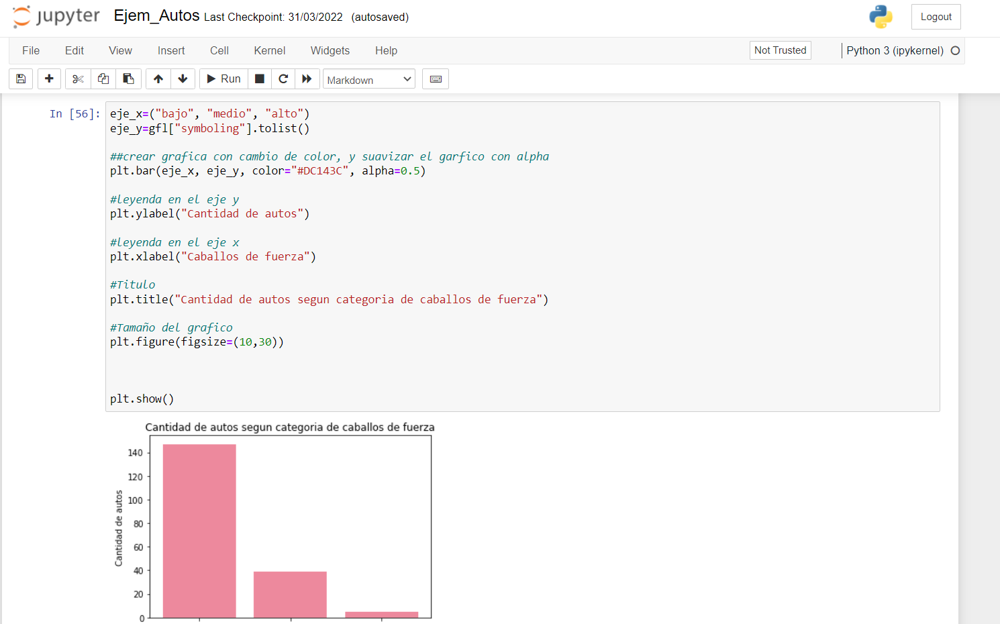 jupyter Ejem_Autos Last Checkpoint: 31/03/2022 (autosaved) Logout
File Edit View Insert Cell Kernel Widgets Help Not Trusted Python 3 (ipykernel)
Run Markdown
In [56]:
eje_x=("bajo", "medio", "alto")
eje_y=gfl["symboling"].tolist()
##crear grafica con cambio de color, y suavizar el garfico con alpha
plt.bar(eje_x, eje_y, color="#DC143C", alpha=0.5)
#leyenda en el eje y
plt.ylabel("Cantidad de autos")
#leyenda en el eje x
plt.xlabel("Caballos de fuerza")
#Titulo
plt.title("Cantidad de autos segun categoria de caballos de fuerza")
#Tamaño del grafico
plt.figure(figsize=(10,30))
plt.show()
Cantidad de autos segun categoria de caballos de fuerza
Cantidad de autos
140
120
100
80
60
40
20
0